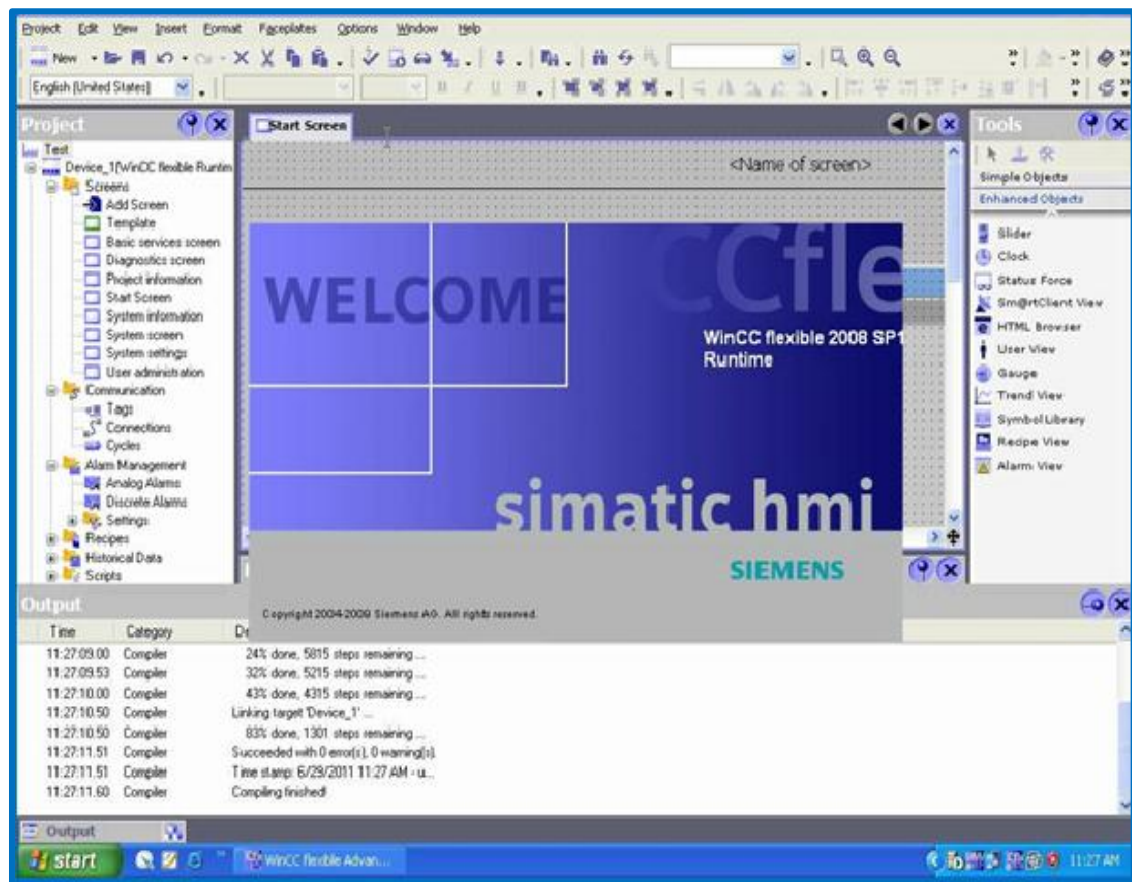 Project Edit View Insert Format Faceplates Options Window Help
New
English (United States)
Project
Start Screen
Tools
Test
Device_1(WinCC flexible Runtim
Screens
Add Screen
Template
Basic services screen
Diagnostics screen
Project information
Start Screen
System information
System screen
System settings
User administration
Communication
Tags
Connections
Cycles
Alarm Management
Analog Alarms
Discrete Alarms
Settings
Recipes
Historical Data
Scripts
<Name of screen>
WELCOME
CCfle
WinCC flexible 2008 SP1
Runtime
simatic hmi
SIEMENS
Copyright 2004-2009 Siemens AG. All rights reserved.
Simple Objects
Enhanced Objects
Slider
Clock
Status Force
Sm@rtClient View
HTML Browser
User View
Gauge
Trend View
Symbol Library
Recipe View
Alarm View
Output
Time Category De
11:27:09.00 Compiler 24% done, 5815 steps remaining ...
11:27:09.53 Compiler 32% done, 5215 steps remaining ...
11:27:10.00 Compiler 43% done, 4315 steps remaining ...
11:27:10.50 Compiler Linking target 'Device_1' ...
11:27:10.50 Compiler 83% done, 1301 steps remaining ...
11:27:11.51 Compiler Succeeded with 0 error(s), 0 warning(s).
11:27:11.51 Compiler Time stamp: 6/29/2011 11:27 AM - u...
11:27:11.60 Compiler Compiling finished!
Output
start
WinCC flexible Advan...
11:27 AM